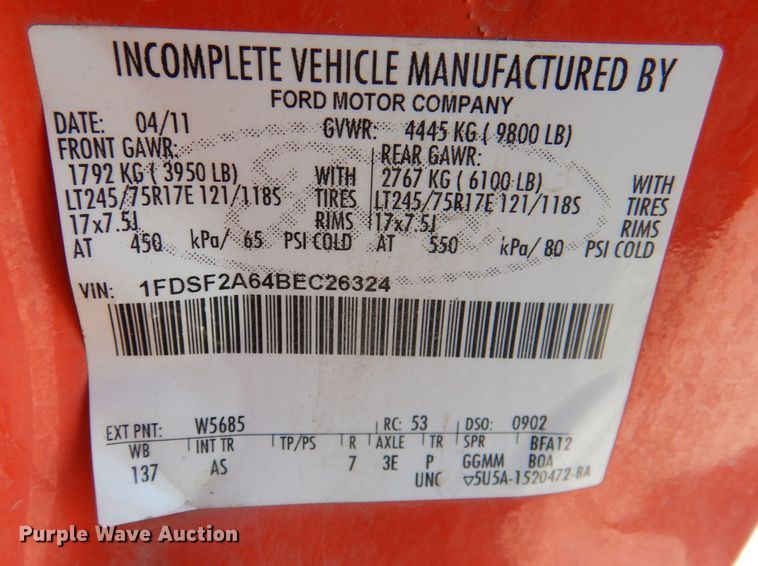 INCOMPLETE VEHICLE MANUFACTURED BY
FORD MOTOR COMPANY
DATE: 04/11 GVWR: 4445 KG ( 9800 LB)
FRONT GAWR: REAR GAWR:
1792 KG ( 3950 LB) WITH 2767 KG ( 6100 LB) WITH
LT245/75R17E 121/118S TIRES LT245/75R17E 121/118S TIRES
17x7.5J RIMS 17x7.5J RIMS
AT 450 kPa/ 65 PSI COLD AT 550 kPa/ 80 PSI COLD
VIN: 1FDSF2A64BEC26324
EXT PNT: W5685 RC: 53 DSO: 0902
WB INT TR TP/PS R AXLE TR SPR BFA12
137 AS 7 3E P GGMM BOA
UNC ▽5U5A-1520472-BA
Purple Wave Auction